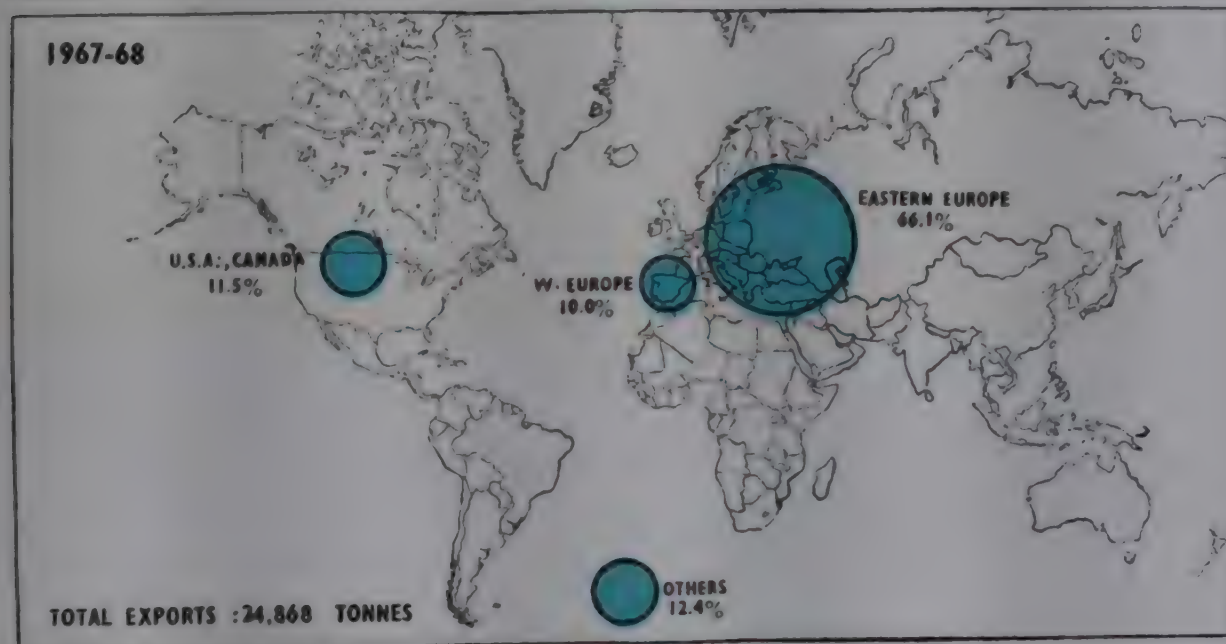 1967-68
EASTERN EUROPE
66.1%
U.S.A:,CANADA
11.5%
W. EUROPE
10.0%
OTHERS
12.4%
TOTAL EXPORTS :24,868 TONNES